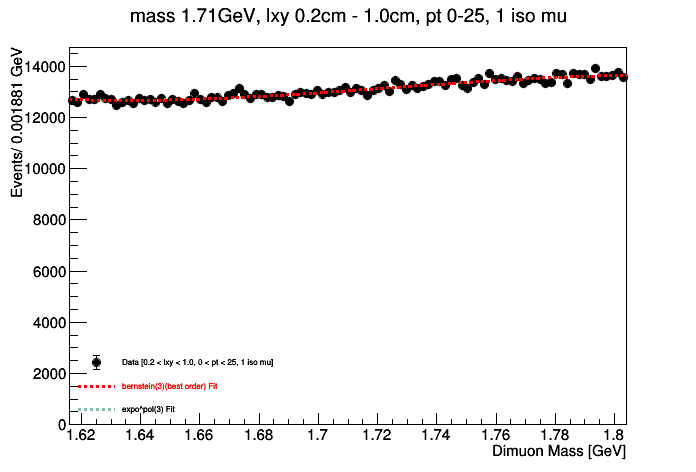 mass 1.71GeV, lxy 0.2cm - 1.0cm, pt 0-25, 1 iso mu
Events/ 0.001881 GeV
14000
12000
10000
8000
6000
4000
2000
0
Data [0.2 < lxy < 1.0, 0 < pt < 25, 1 iso mu]
bernstein(3)(best order) Fit
expo*pol(3) Fit
1.62 1.64 1.66 1.68 1.7 1.72 1.74 1.76 1.78 1.8
Dimuon Mass [GeV]